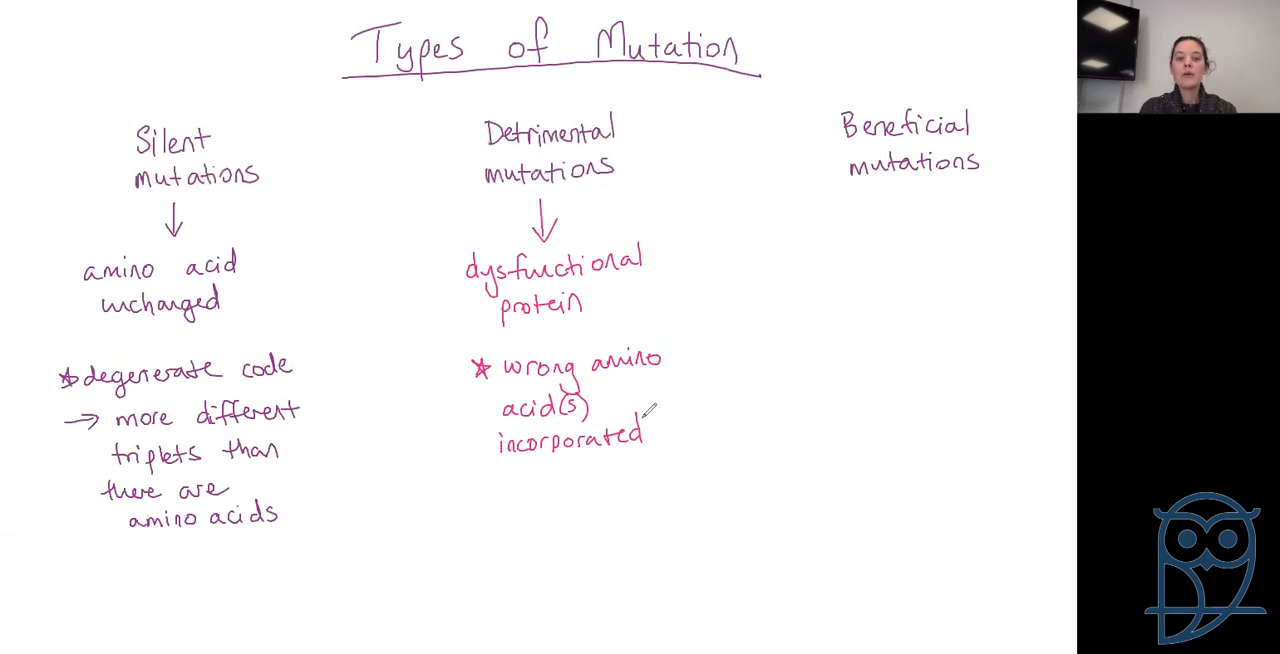 Types of Mutation
Silent
mutations
amino acid
unchanged
degenerate code
→ more different
triplets than
there are
amino acids
Detrimental
mutations
dysfunctional
protein
wrong amino
acid(s)
incorporated
Beneficial
mutations